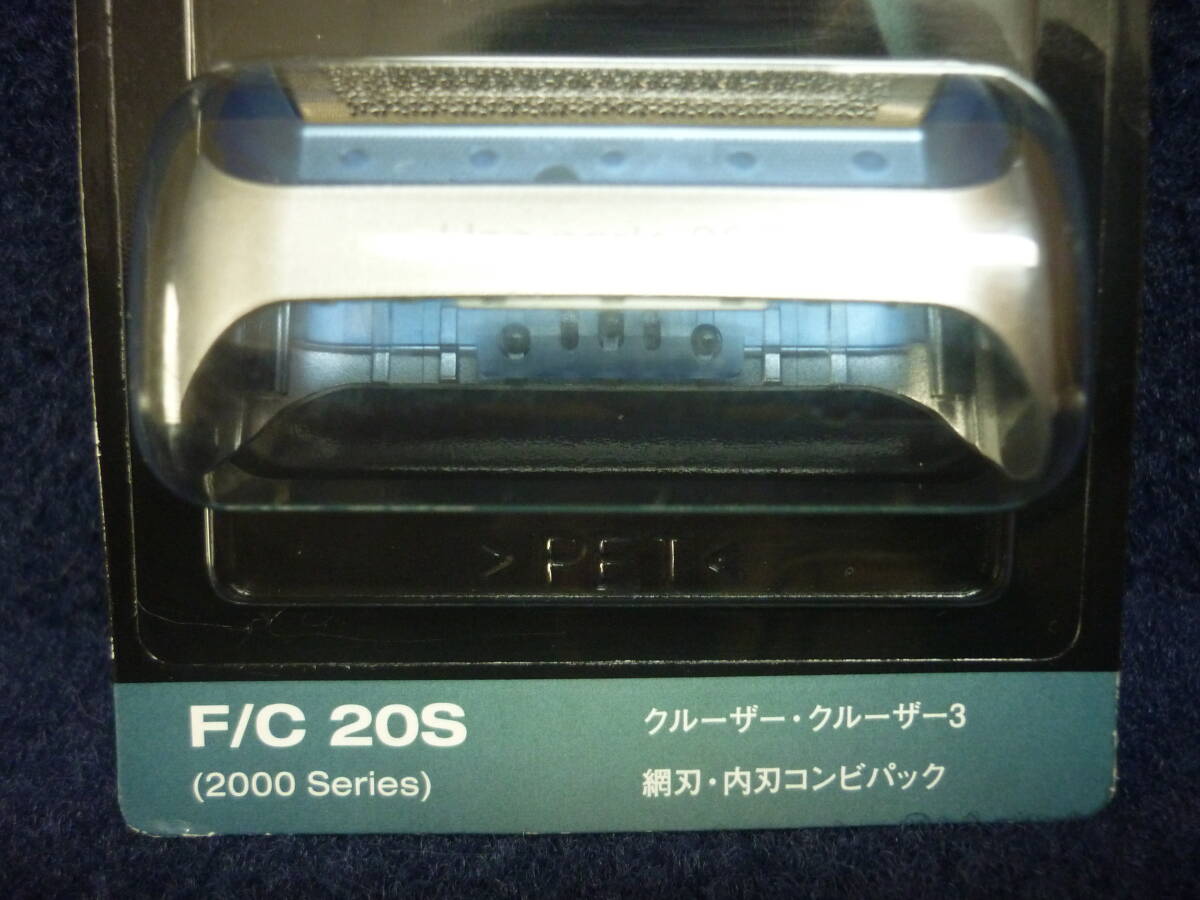 >PET<
F/C 20S
(2000 Series)
クルーザー・クルーザー3
網刃・内刃コンビパック